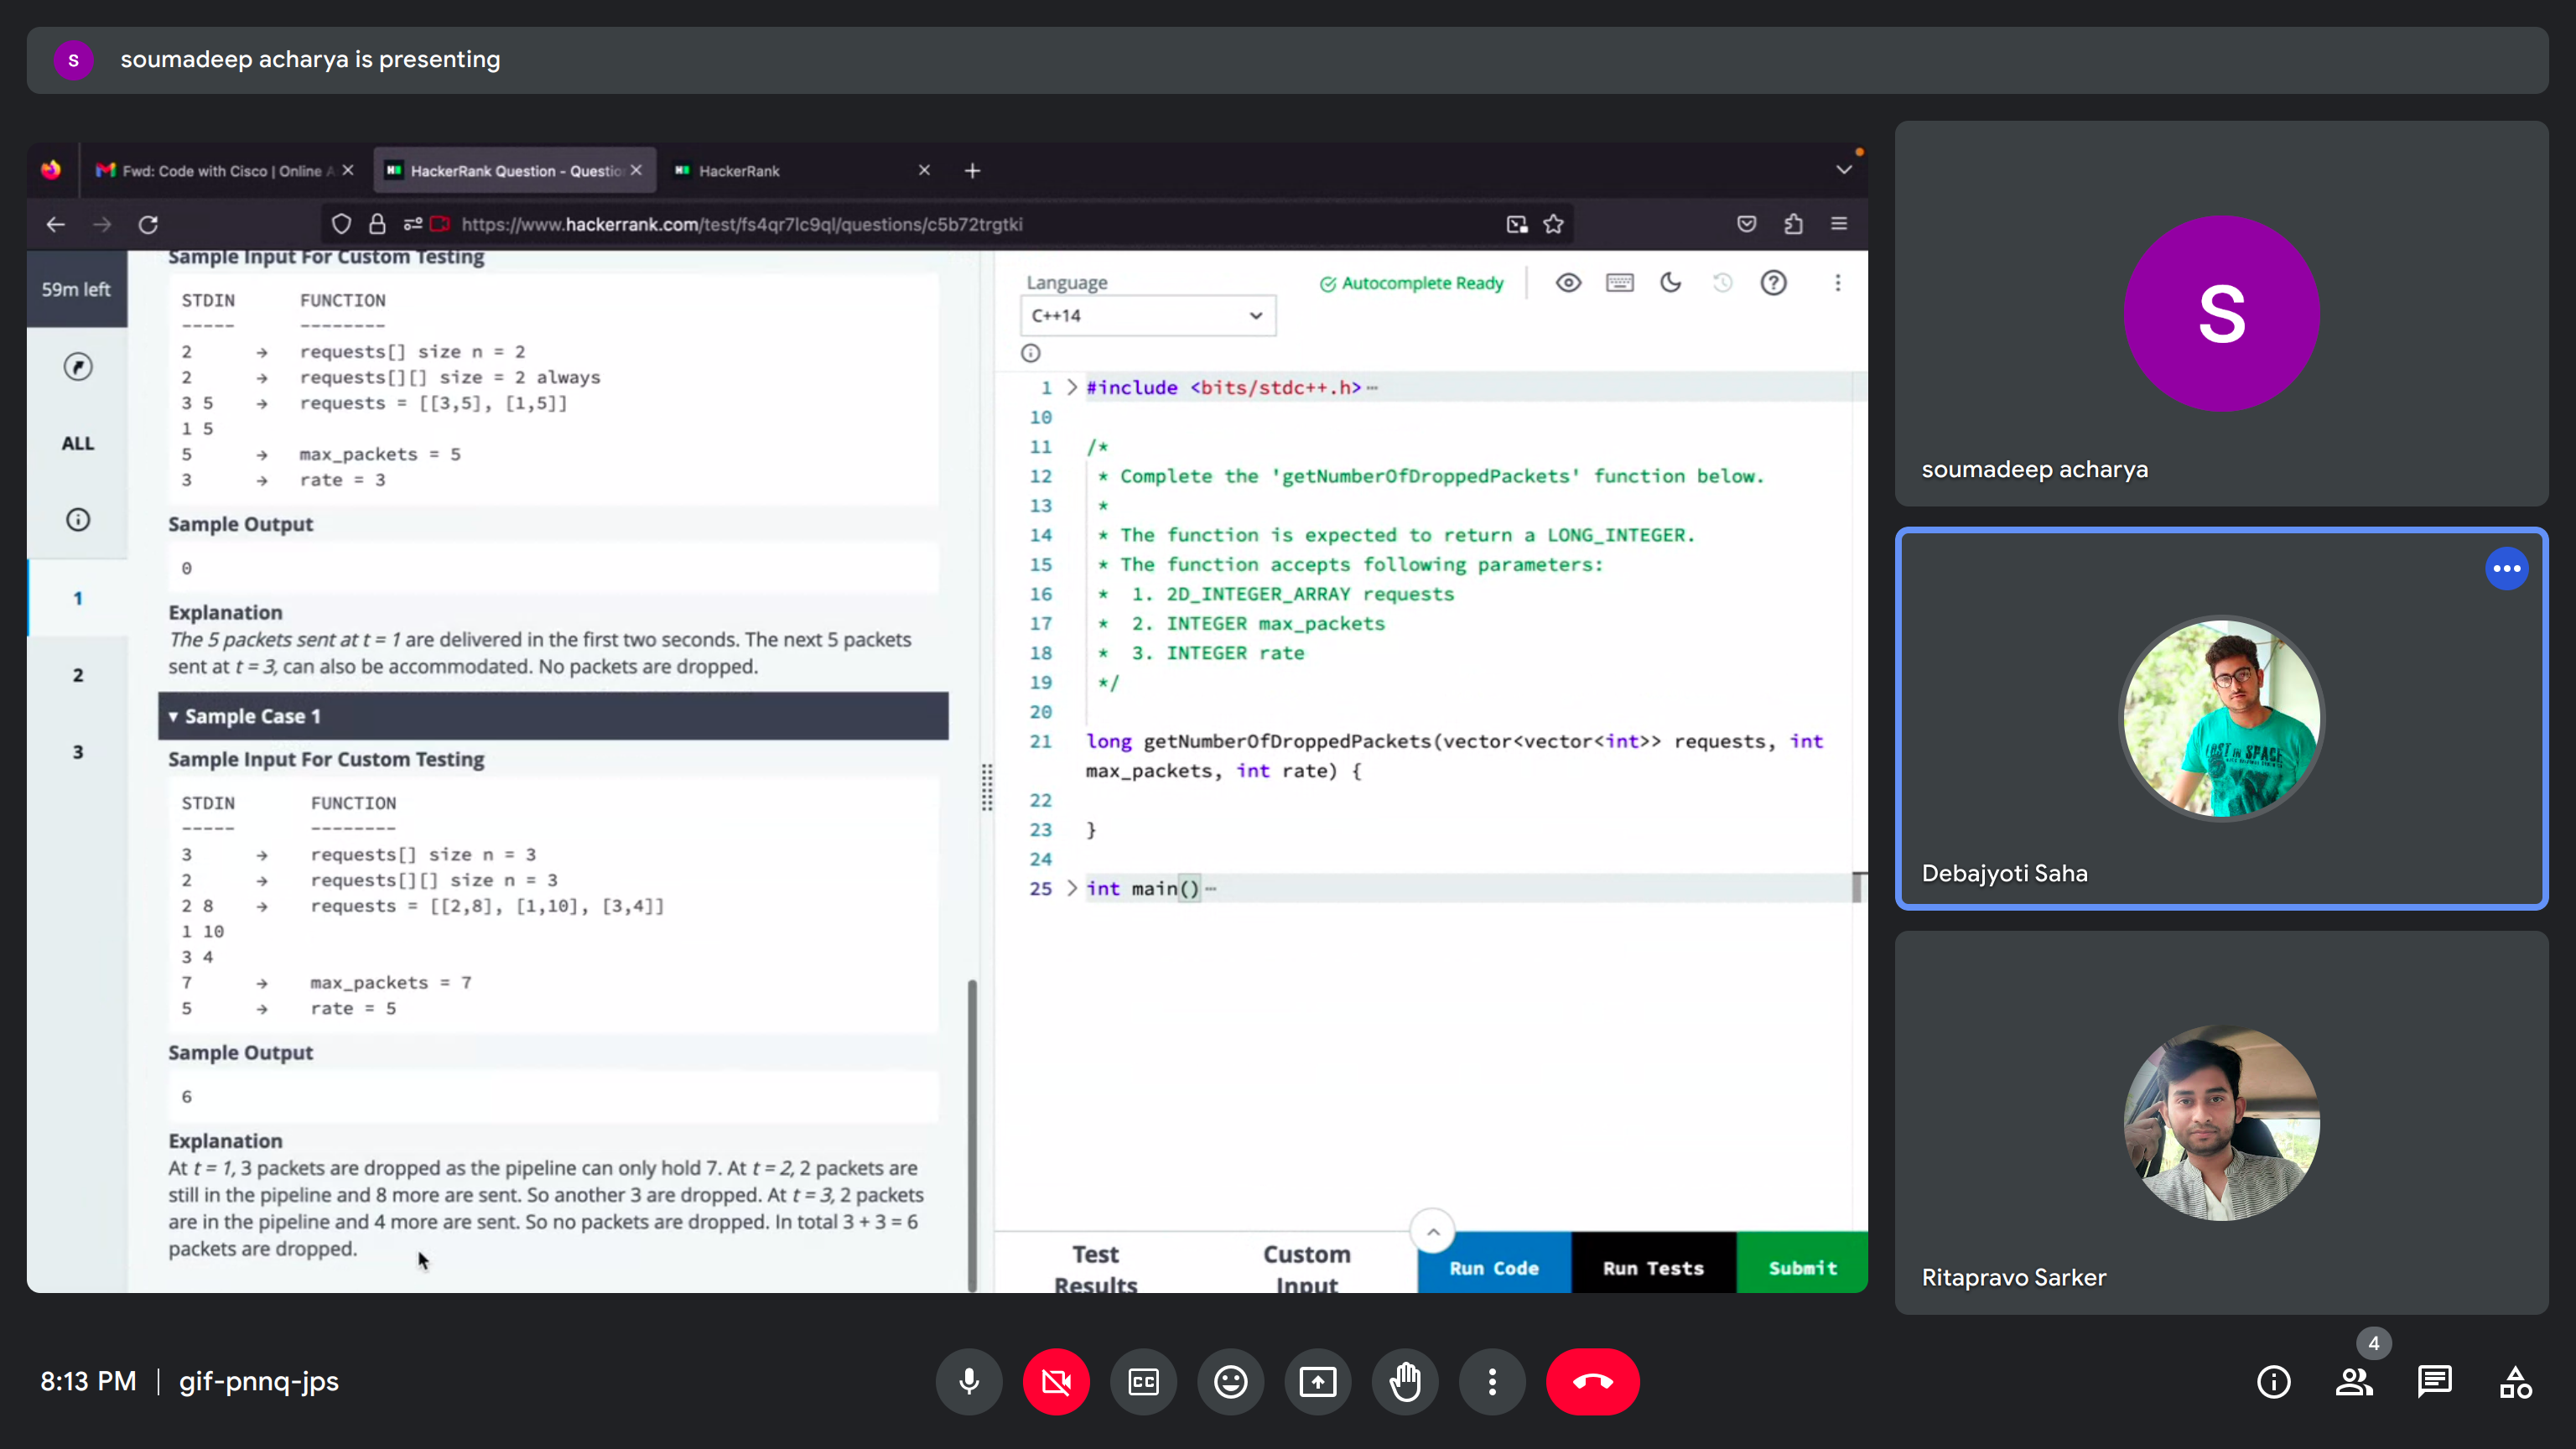 S soumadeep acharya is presenting
Fwd: Code with Cisco | Online A
HackerRank Question - Questio
HackerRank
https://www.hackerrank.com/test/fs4qr7lc9ql/questions/c5b72trgtki
59m left
ALL
1
2
3
Sample Input For Custom Testing
STDIN FUNCTION
----- --------
2 → requests[] size n = 2
2 → requests[][] size = 2 always
3 5 → requests = [[3,5], [1,5]]
1 5
5 → max_packets = 5
3 → rate = 3
Sample Output
0
Explanation
The 5 packets sent at t = 1 are delivered in the first two seconds. The next 5 packets
sent at t = 3, can also be accommodated. No packets are dropped.
▾ Sample Case 1
Sample Input For Custom Testing
STDIN FUNCTION
----- --------
3 → requests[] size n = 3
2 → requests[][] size n = 3
2 8 → requests = [[2,8], [1,10], [3,4]]
1 10
3 4
7 → max_packets = 7
5 → rate = 5
Sample Output
6
Explanation
At t = 1, 3 packets are dropped as the pipeline can only hold 7. At t = 2, 2 packets are
still in the pipeline and 8 more are sent. So another 3 are dropped. At t = 3, 2 packets
are in the pipeline and 4 more are sent. So no packets are dropped. In total 3 + 3 = 6
packets are dropped.
Language
C++14
Autocomplete Ready
1 #include <bits/stdc++.h>
10
11 /*
12 * Complete the 'getNumberOfDroppedPackets' function below.
13 *
14 * The function is expected to return a LONG_INTEGER.
15 * The function accepts following parameters:
16 * 1. 2D_INTEGER_ARRAY requests
17 * 2. INTEGER max_packets
18 * 3. INTEGER rate
19 */
20
21 long getNumberOfDroppedPackets(vector<vector<int>> requests, int
max_packets, int rate) {
22
23 }
24
25 int main()
Test Results
Custom Input
Run Code
Run Tests
Submit
S
soumadeep acharya
FIRST IN SPACE
Debajyoti Saha
Ritapravo Sarker
8:13 PM | gif-pnnq-jps
CC
4